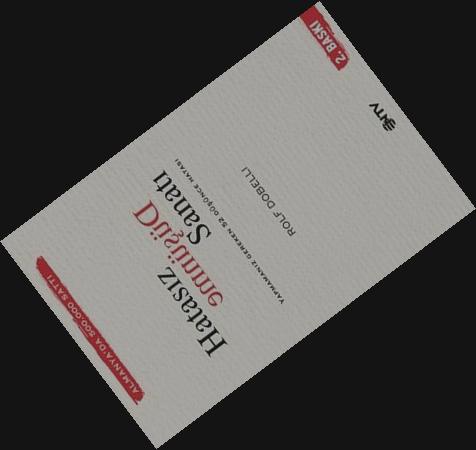 ALMANYA'DA 500.000 SATTI
Hatasız
Düşünme
Sanatı
YAPMAMANIZ GEREKEN 52 DÜŞÜNCE HATASI
ROLF DOBELLI
NTV
2. BASKI